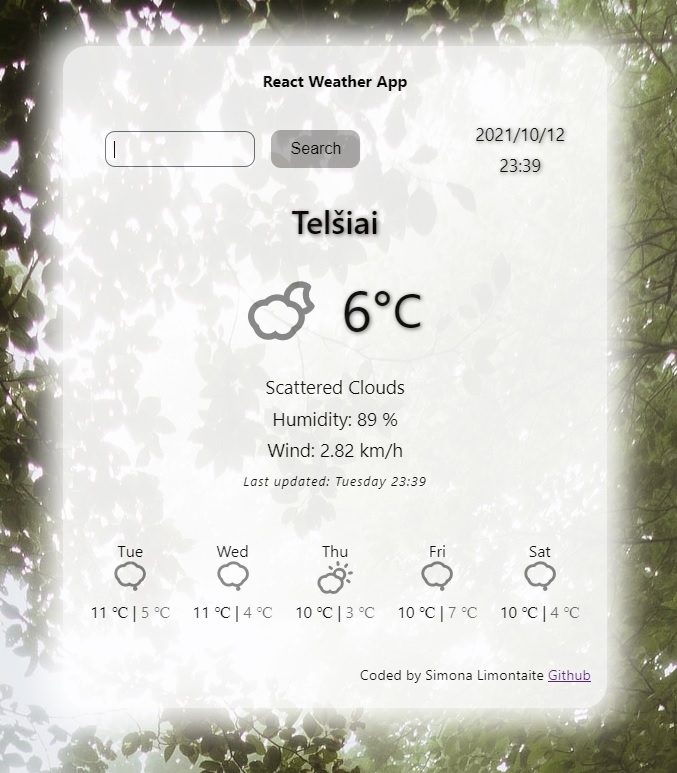 React Weather App
Search
2021/10/12
23:39
Telšiai
6°C
Scattered Clouds
Humidity: 89 %
Wind: 2.82 km/h
Last updated: Tuesday 23:39
Tue Wed Thu Fri Sat
11 °C | 5 °C 11 °C | 4 °C 10 °C | 3 °C 10 °C | 7 °C 10 °C | 4 °C
Coded by Simona Limontaite Github